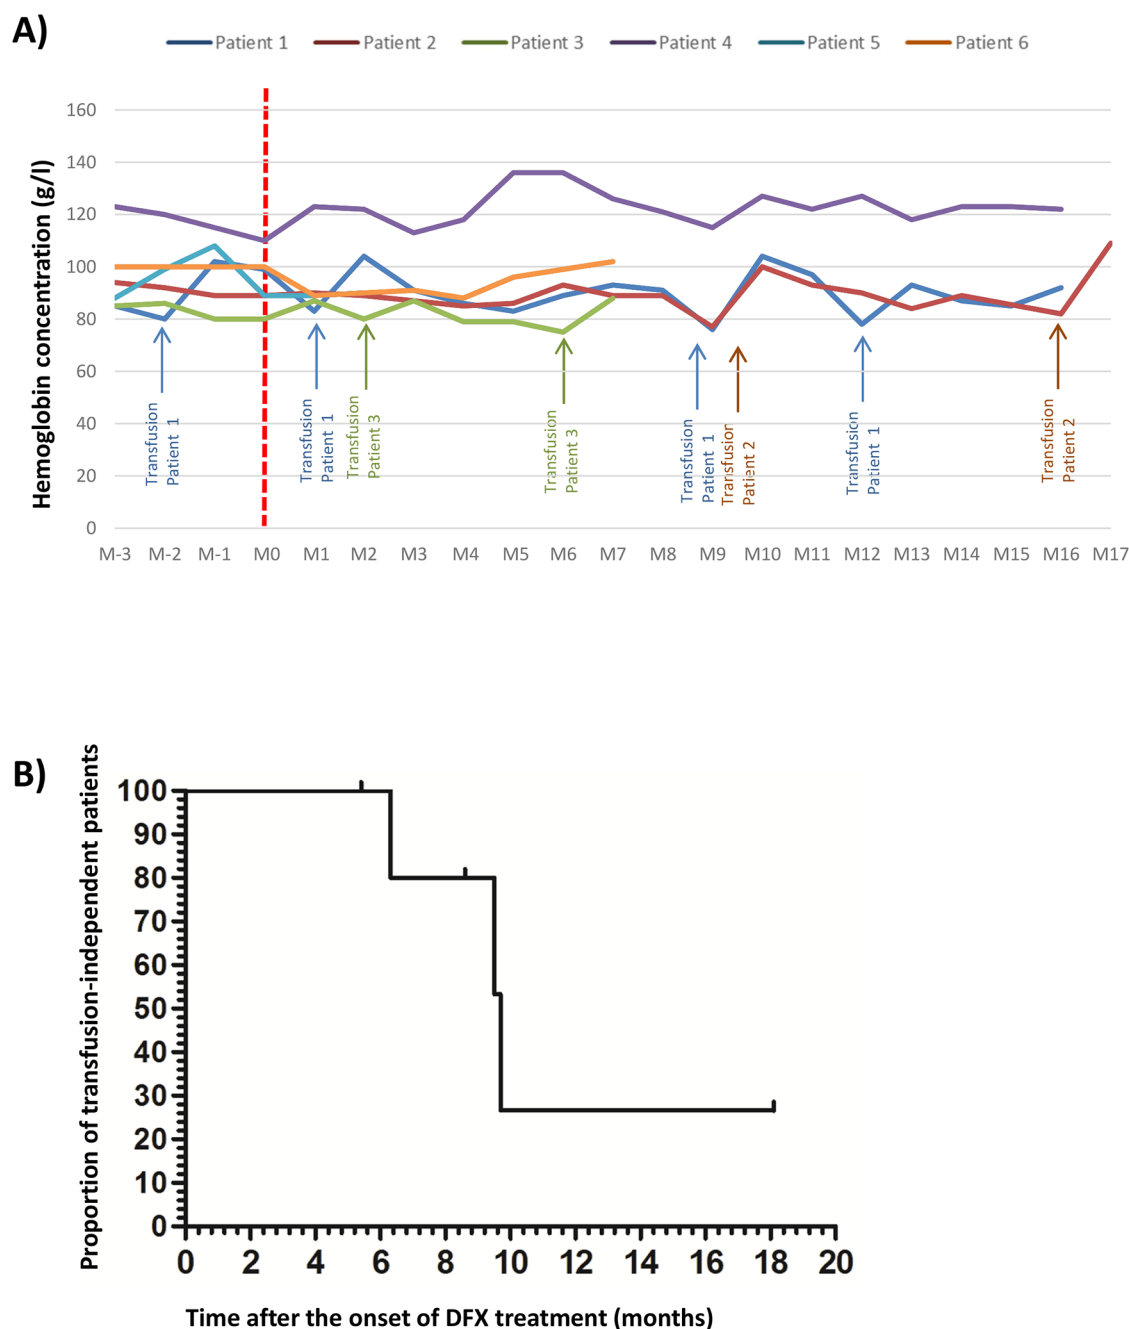 A)
Patient 1 Patient 2 Patient 3 Patient 4 Patient 5 Patient 6
Hemoglobin concentration (g/l)
160
140
120
100
80
60
40
20
0
Transfusion
Patient 1
Transfusion
Patient 1
Transfusion
Patient 3
Transfusion
Patient 3
Transfusion
Patient 1
Transfusion
Patient 2
Transfusion
Patient 1
Transfusion
Patient 2
M-3 M-2 M-1 M0 M1 M2 M3 M4 M5 M6 M7 M8 M9 M10 M11 M12 M13 M14 M15 M16 M17
B)
Proportion of transfusion-independent patients
100
90
80
70
60
50
40
30
20
10
0
0 2 4 6 8 10 12 14 16 18 20
Time after the onset of DFX treatment (months)